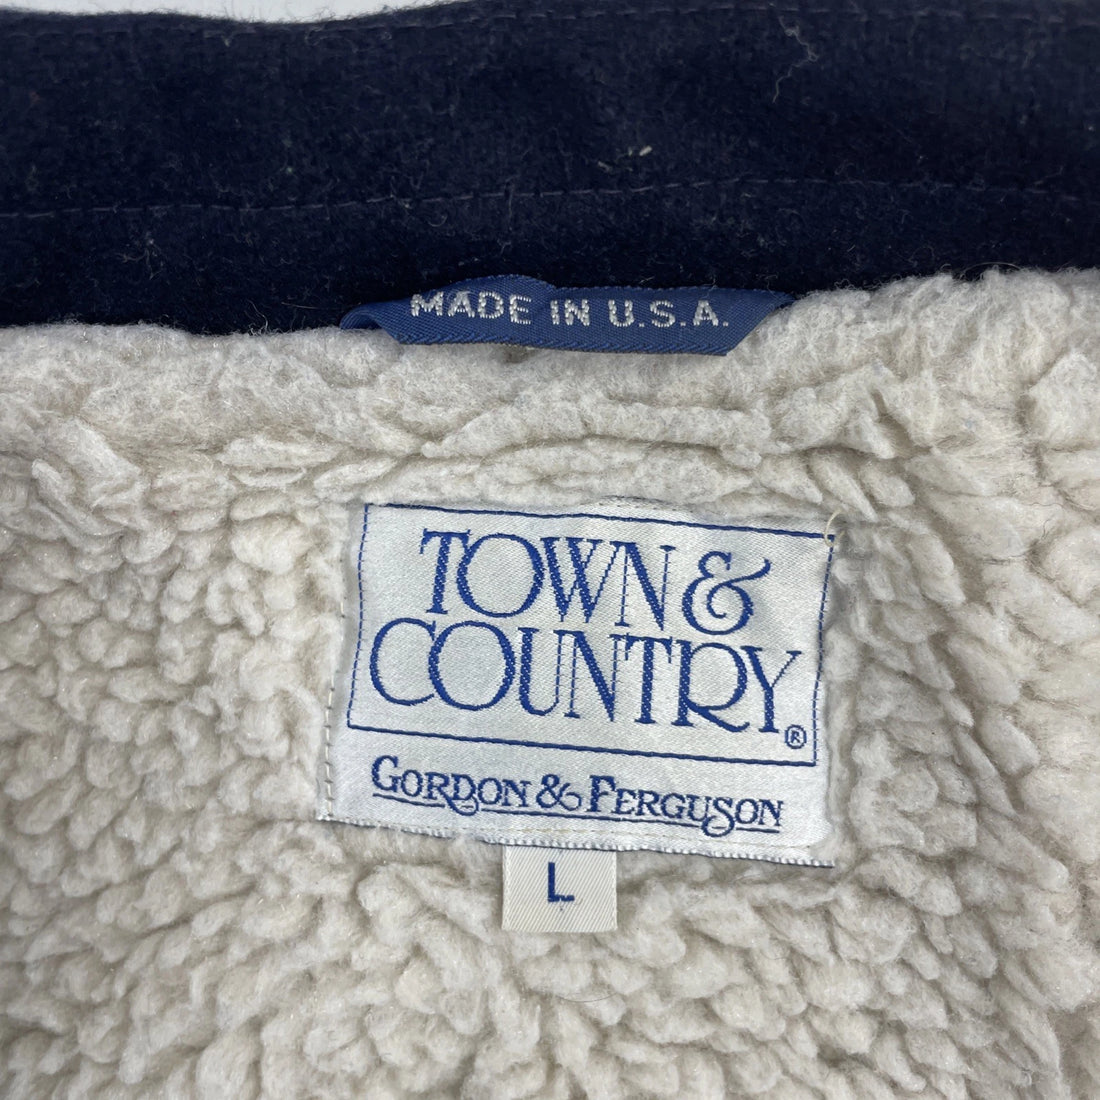 MADE IN U.S.A.
TOWN &
COUNTRY®
GORDON & FERGUSON
L